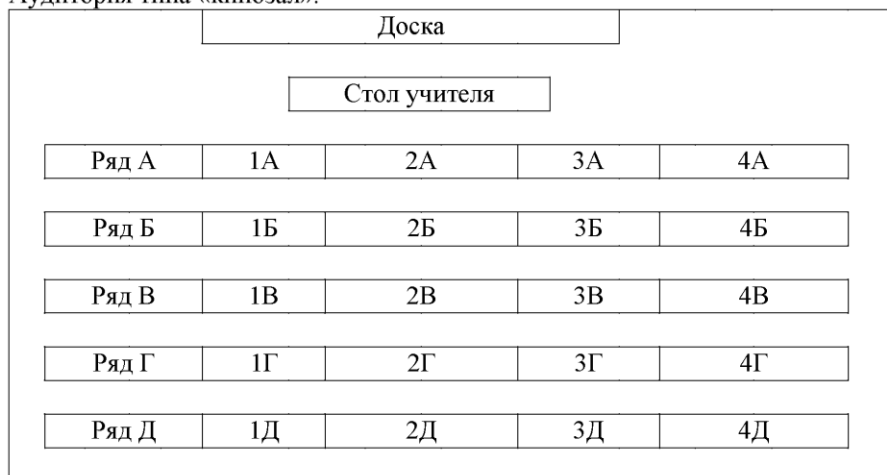 Аудитория типа «кинозал»:
Доска
Стол учителя
Ряд А 1А 2А 3А 4А
Ряд Б 1Б 2Б 3Б 4Б
Ряд В 1В 2В 3В 4В
Ряд Г 1Г 2Г 3Г 4Г
Ряд Д 1Д 2Д 3Д 4Д